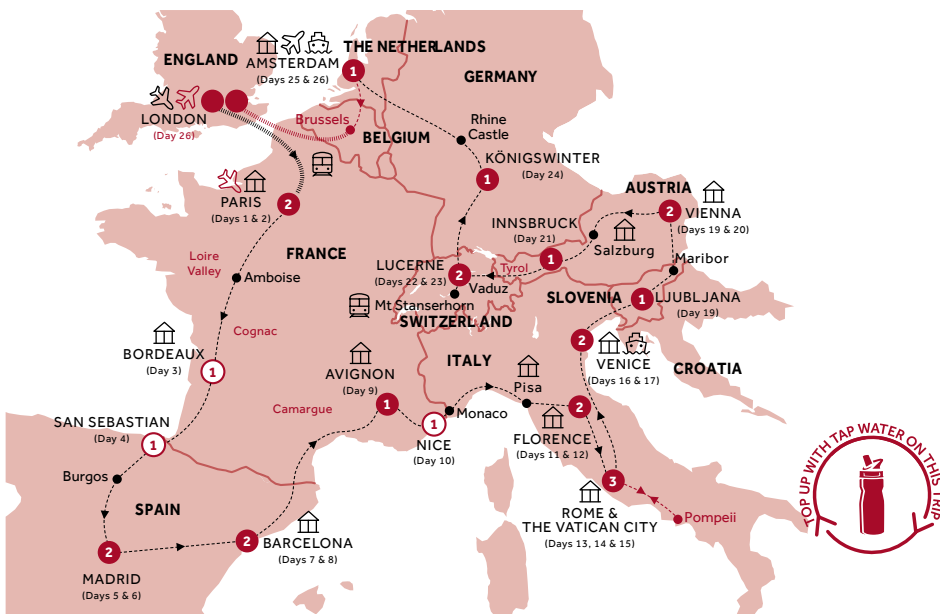 THE NETHERLANDS
AMSTERDAM
1
(Days 25 & 26)
ENGLAND
GERMANY
LONDON
(Day 26)
Brussels
BELGIUM
Rhine
Castle
KÖNIGSWINTER
1
(Day 24)
PARIS
2
(Days 1 & 2)
AUSTRIA
VIENNA
2
(Days 19 & 20)
INNSBRUCK
(Day 21)
1
Salzburg
Loire
Valley
FRANCE
Amboise
LUCERNE
2
(Days 22 & 23)
Tyrol
Vaduz
Maribor
Mt Stanserhorn
SWITZERLAND
SLOVENIA
1
LJUBLJANA
(Day 19)
Cognac
BORDEAUX
(Day 3)
1
ITALY
2
VENICE
(Days 16 & 17)
CROATIA
AVIGNON
(Day 9)
1
Pisa
Camargue
Monaco
1
NICE
(Day 10)
2
FLORENCE
(Days 11 & 12)
SAN SEBASTIAN
(Day 4)
1
Burgos
SPAIN
3
ROME &
THE VATICAN CITY
(Days 13, 14 & 15)
Pompeii
2
BARCELONA
(Days 7 & 8)
2
MADRID
(Days 5 & 6)
TOP UP WITH TAP WATER ON THIS TRIP